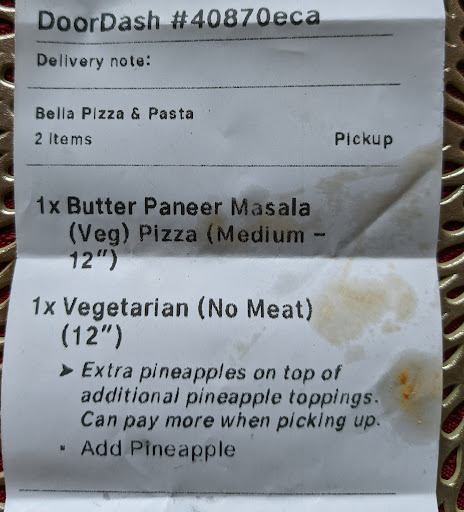 DoorDash #40870eca
Delivery note:
Bella Pizza & Pasta
2 items Pickup
1x Butter Paneer Masala
(Veg) Pizza (Medium –
12")
1x Vegetarian (No Meat)
(12")
➤ Extra pineapples on top of
additional pineapple toppings.
Can pay more when picking up.
• Add Pineapple